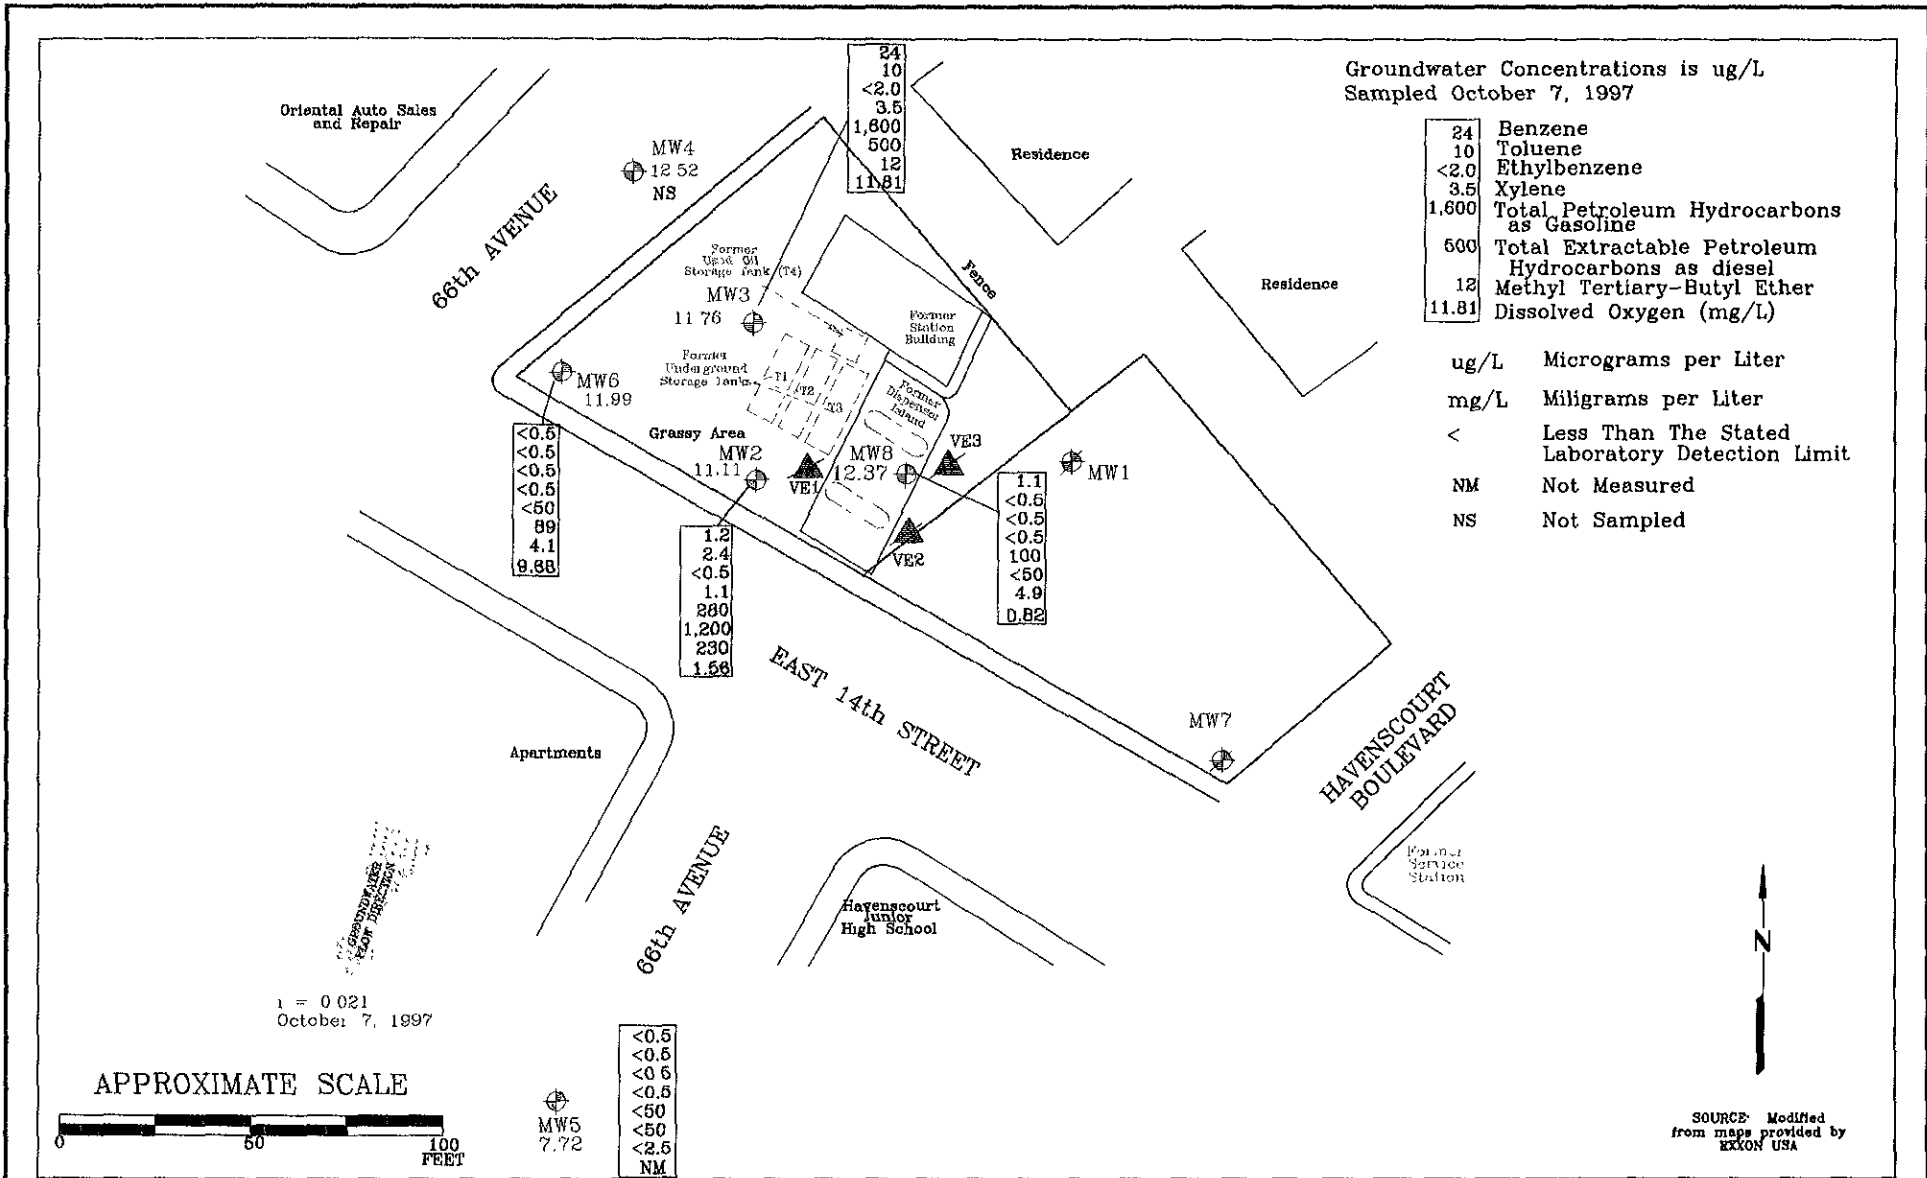 Groundwater Concentrations is ug/L
Sampled October 7, 1997
24 Benzene
10 Toluene
<2.0 Ethylbenzene
3.5 Xylene
1,600 Total Petroleum Hydrocarbons
as Gasoline
500 Total Extractable Petroleum
Hydrocarbons as diesel
12 Methyl Tertiary-Butyl Ether
11.81 Dissolved Oxygen (mg/L)
ug/L Micrograms per Liter
mg/L Miligrams per Liter
< Less Than The Stated
Laboratory Detection Limit
NM Not Measured
NS Not Sampled
24
10
<2.0
3.5
1,600
500
12
11.81
Oriental Auto Sales
and Repair
MW4
12 52
NS
66th AVENUE
Residence
Residence
Fence
Former
Used Oil
Storage Tank (T4)
MW3
11 76
Former
Station
Building
Former
Underground
Storage Tanks
T1
T2
Former
Dispenser
Island
MW6
11.99
Grassy Area
MW2
11.11
VE1
MW8
12.37
VE3
VE2
MW1
<0.5
<0.5
<0.5
<0.5
<50
89
4.1
9.88
1.2
2.4
<0.5
1.1
280
1,200
230
1.56
1.1
<0.5
<0.5
<0.5
100
<50
4.9
0.82
EAST 14th STREET
MW7
HAVENSCOURT
BOULEVARD
Apartments
66th AVENUE
Havenscourt
Junior
High School
Former
Service
Station
GROUNDWATER
FLOW DIRECTION
i = 0 021
October 7, 1997
N
APPROXIMATE SCALE
0 50 100
FEET
MW5
7.72
<0.5
<0.5
<0 5
<0.5
<50
<50
<2.5
NM
SOURCE: Modified
from maps provided by
EXXON USA